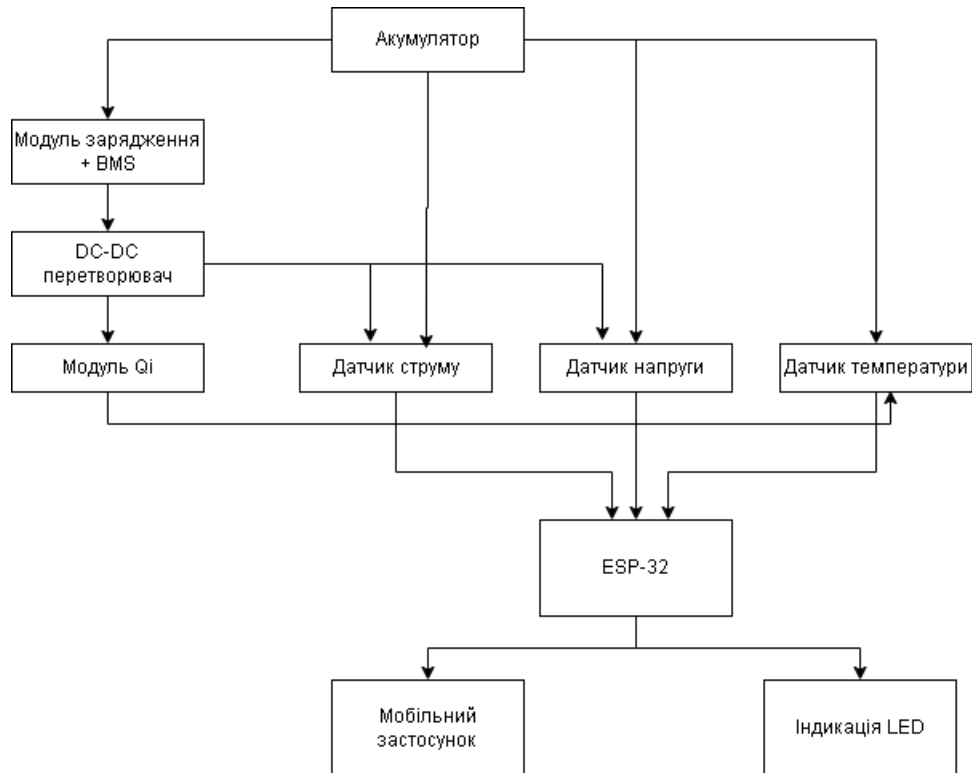 Акумулятор
Модуль зарядження
+ BMS
DC-DC
перетворювач
Модуль Qi
Датчик струму
Датчик напруги
Датчик температури
ESP-32
Мобільний
застосунок
Індикація LED